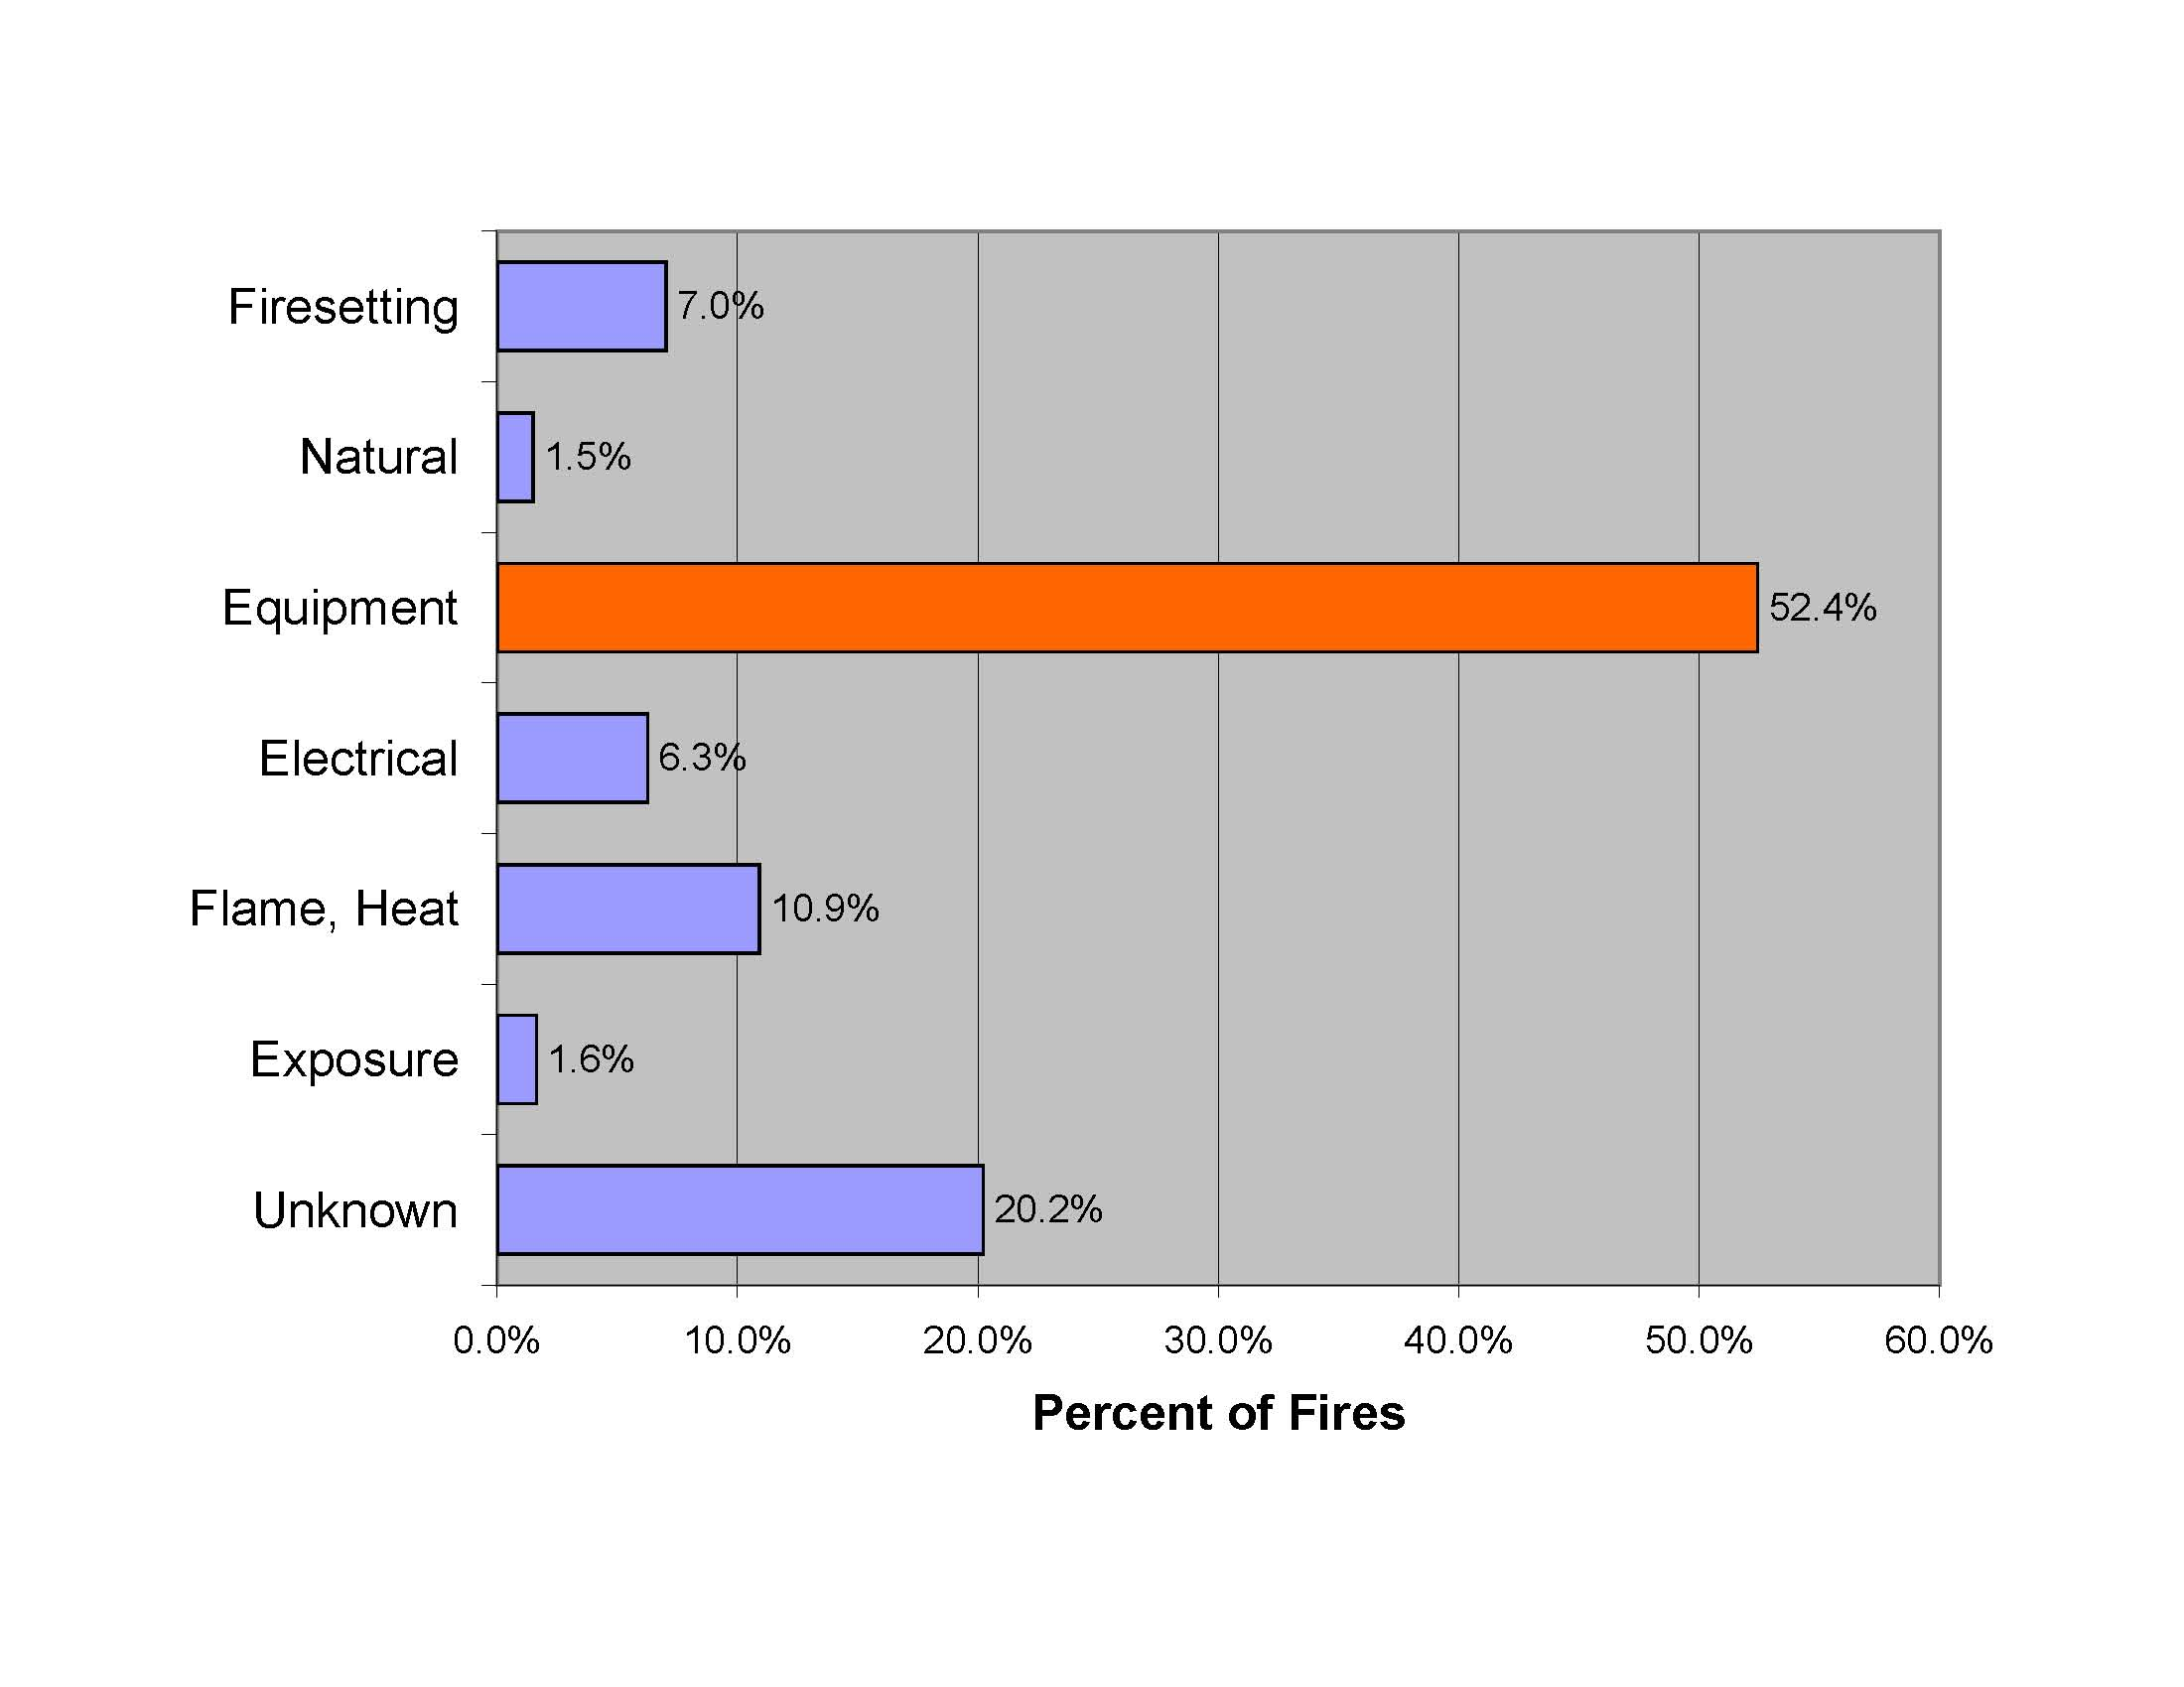 Firesetting 7.0%
Natural 1.5%
Equipment 52.4%
Electrical 6.3%
Flame, Heat 10.9%
Exposure 1.6%
Unknown 20.2%
0.0% 10.0% 20.0% 30.0% 40.0% 50.0% 60.0%
Percent of Fires